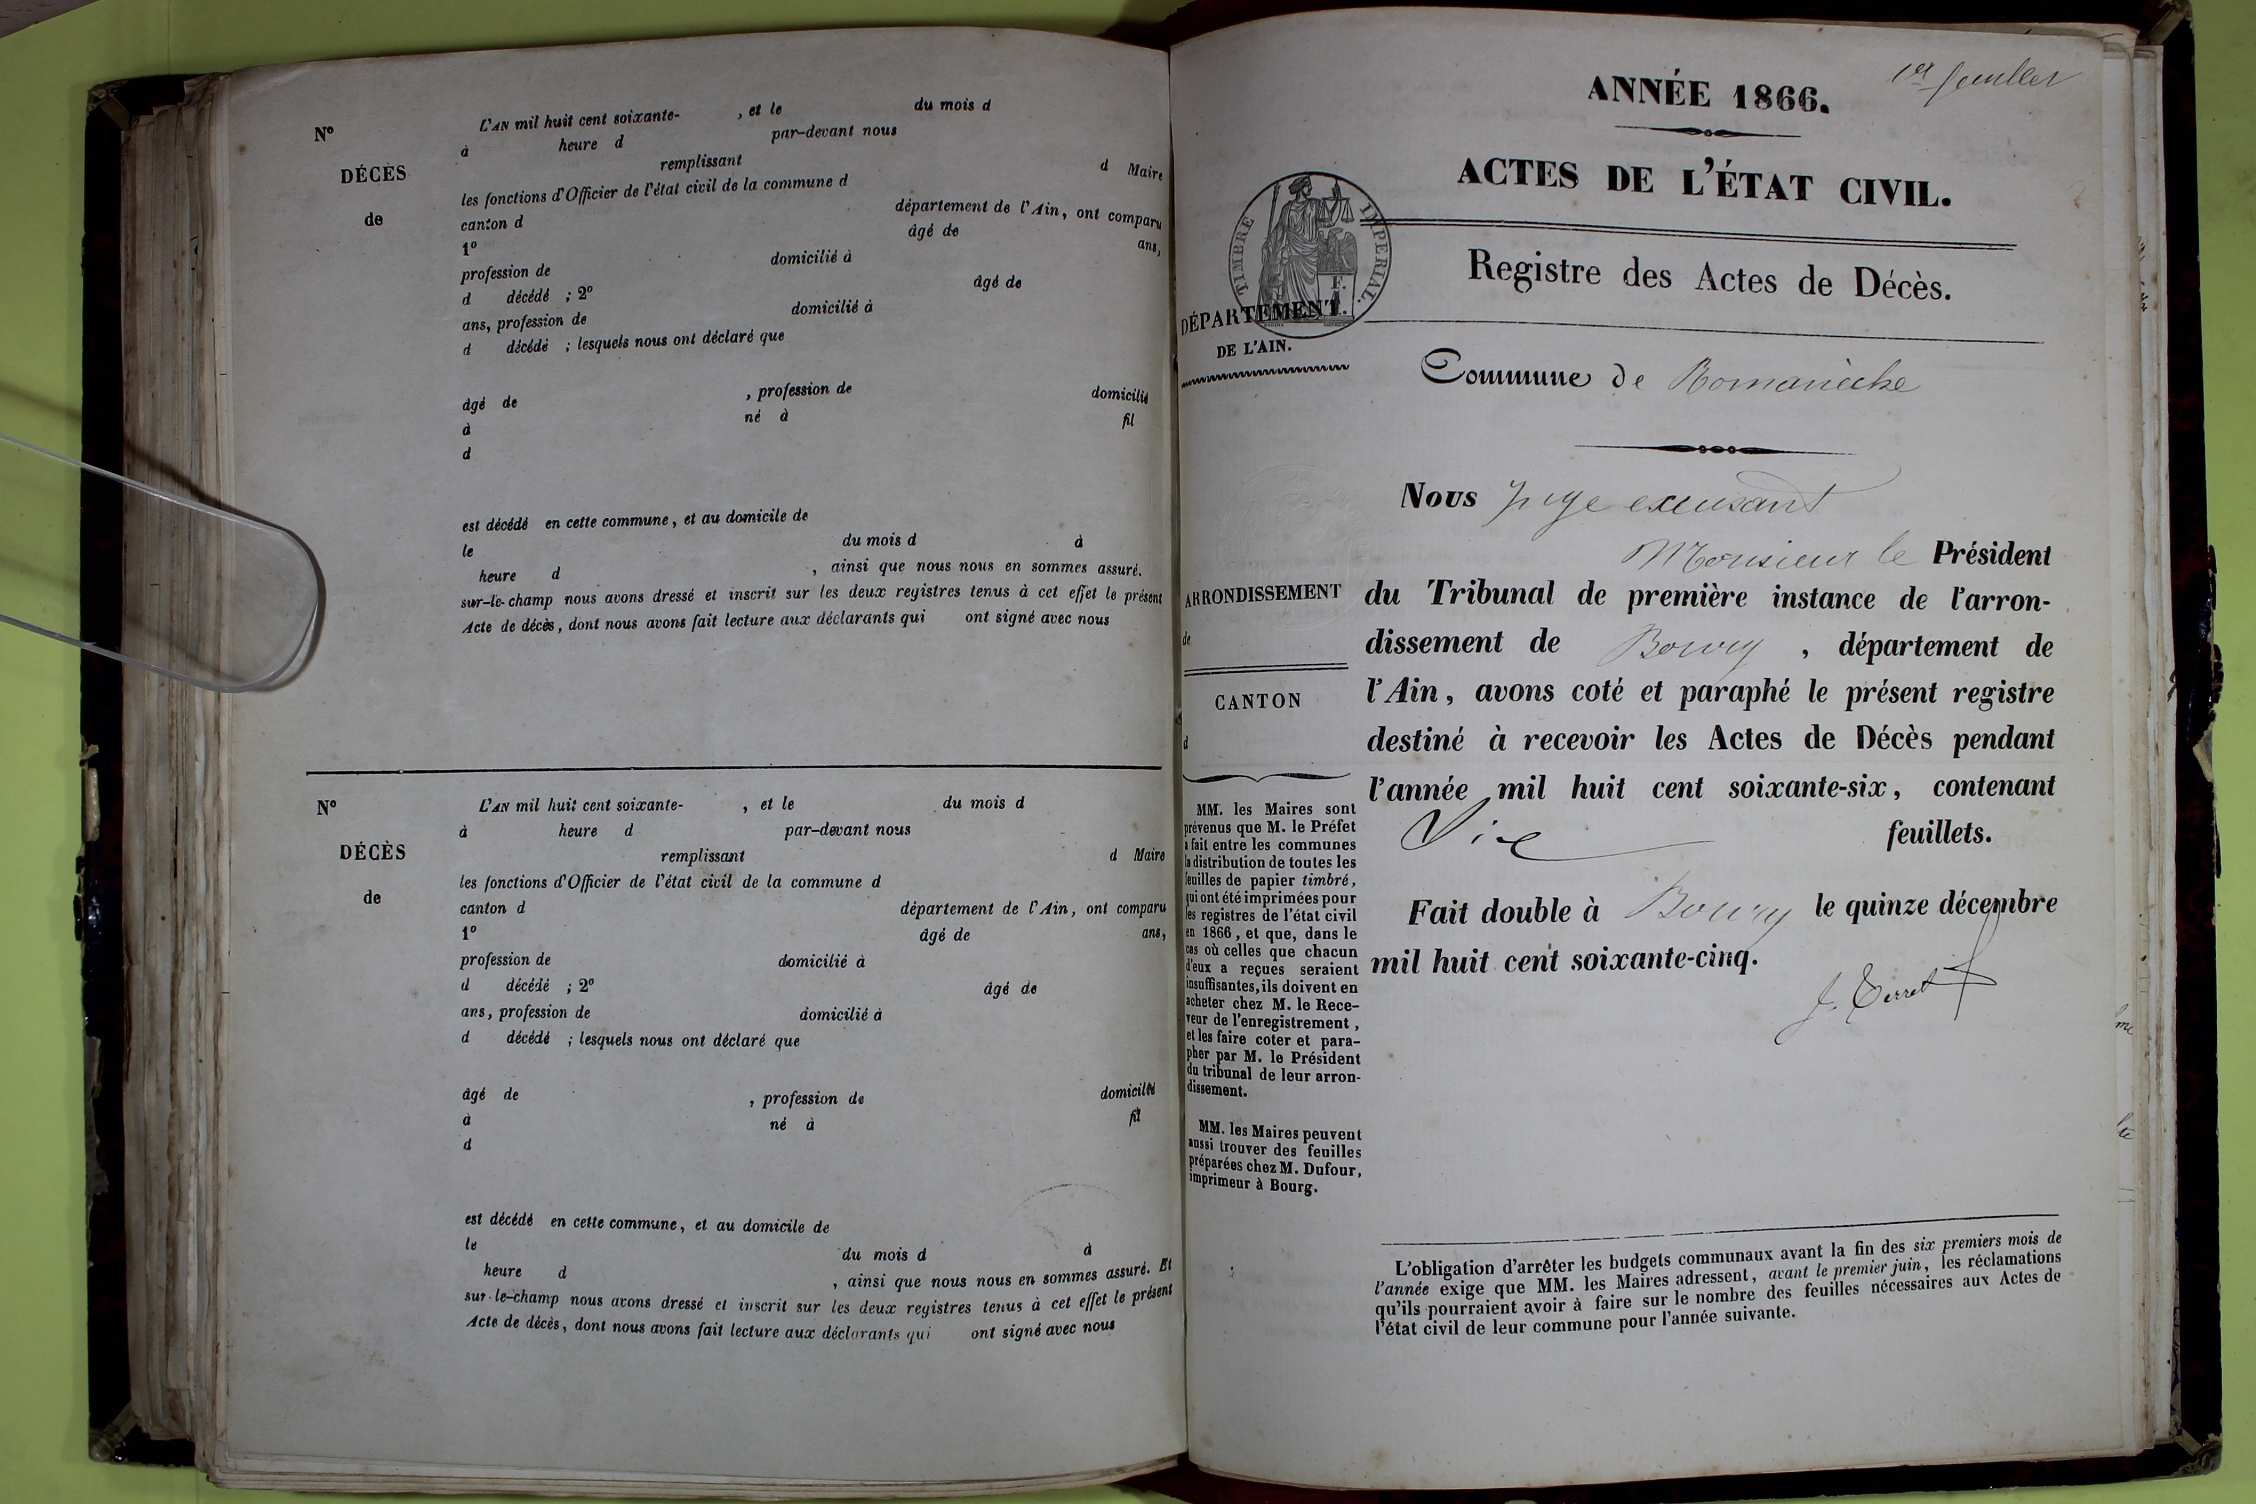 Nº
DÉCÈS
de
L'AN mil huit cent soixante- , et le du mois d
à heure d par-devant nous
remplissant d Maire
les fonctions d'Officier de l'état civil de la commune d
canton d département de l'Ain, ont comparu
1º âgé de ans,
profession de domicilié à
d décédé ; 2º âgé de
ans, profession de domicilié à
d décédé ; lesquels nous ont déclaré que
âgé de , profession de domicilié
à né à fil
d
est décédé en cette commune, et au domicile de
le du mois d à
heure d , ainsi que nous nous en sommes assuré.
sur-le-champ nous avons dressé et inscrit sur les deux registres tenus à cet effet le présent
Acte de décès, dont nous avons fait lecture aux déclarants qui ont signé avec nous
Nº
DÉCÈS
de
L'AN mil huit cent soixante- , et le du mois d
à heure d par-devant nous
remplissant d Maire
les fonctions d'Officier de l'état civil de la commune d
canton d département de l'Ain, ont comparu
1º âgé de ans,
profession de domicilié à
d décédé ; 2º âgé de
ans, profession de domicilié à
d décédé ; lesquels nous ont déclaré que
âgé de , profession de domicilié
à né à fil
d
est décédé en cette commune, et au domicile de
le du mois d à
heure d , ainsi que nous nous en sommes assuré. Et
sur-le-champ nous avons dressé et inscrit sur les deux registres tenus à cet effet le présent
Acte de décès, dont nous avons fait lecture aux déclarants qui ont signé avec nous
1er feuillet
ANNÉE 1866.
ACTES DE L'ÉTAT CIVIL.
TIMBRE IMPERIAL.
Registre des Actes de Décès.
DÉPARTEMENT
DE L'AIN.
Commune de Romanèche
Nous Juge excusant
Monsieur le Président
du Tribunal de première instance de l'arron-
dissement de Bourg , département de
l'Ain, avons coté et paraphé le présent registre
destiné à recevoir les Actes de Décès pendant
l'année mil huit cent soixante-six, contenant
feuillets.
Fait double à Bourg le quinze décembre
mil huit cent soixante-cinq.
ARRONDISSEMENT
de
CANTON
d
MM. les Maires sont
prévenus que M. le Préfet
a fait entre les communes
la distribution de toutes les
feuilles de papier timbré,
qui ont été imprimées pour
les registres de l'état civil
en 1866, et que, dans le
cas où celles que chacun
d'eux a reçues seraient
insuffisantes, ils doivent en
acheter chez M. le Rece-
veur de l'enregistrement,
et les faire coter et para-
pher par M. le Président
du tribunal de leur arron-
dissement.
MM. les Maires peuvent
aussi trouver des feuilles
préparées chez M. Dufour,
imprimeur à Bourg.
L'obligation d'arrêter les budgets communaux avant la fin des six premiers mois de
l'année exige que MM. les Maires adressent, avant le premier juin, les réclamations
qu'ils pourraient avoir à faire sur le nombre des feuilles nécessaires aux Actes de
l'état civil de leur commune pour l'année suivante.